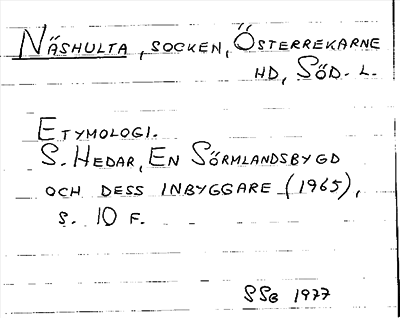 NÄSHULTA, SOCKEN, ÖSTERREKARNE
HD, SÖD. L.
ETYMOLOGI.
S. HEDAR, EN SÖRMLANDSBYGD
OCH DESS INBYGGARE (1965),
S. 10 F.
SSG 1977